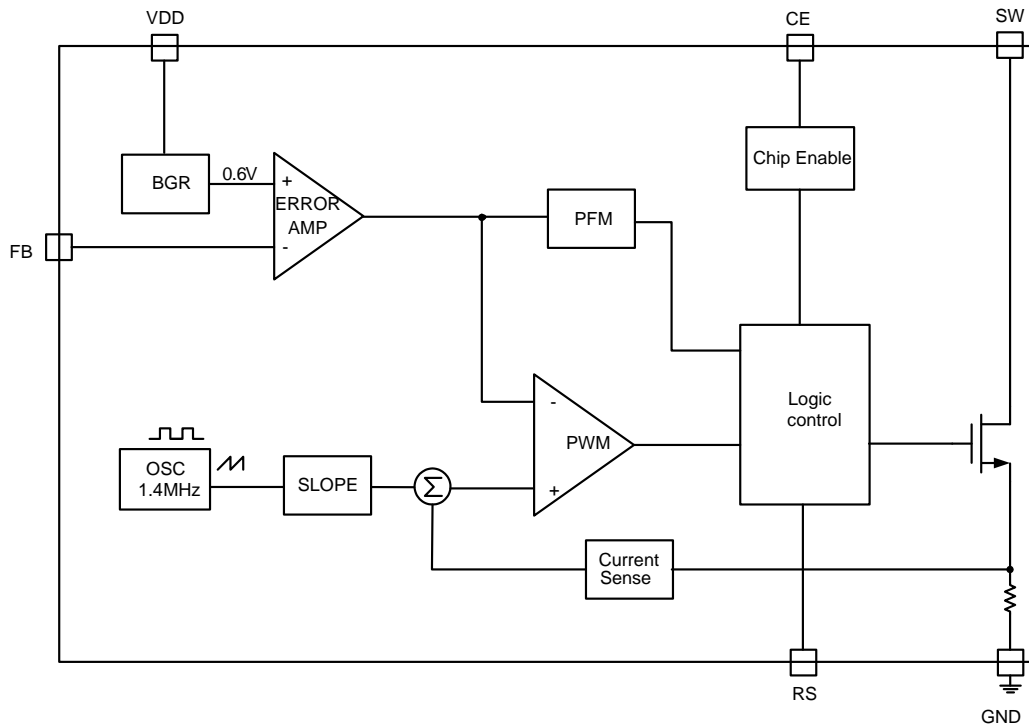 VDD
CE
SW
Chip Enable
BGR
0.6V
+
ERROR
AMP
-
PFM
FB
Logic
control
-
PWM
+
OSC
1.4MHz
SLOPE
Σ
Current
Sense
RS
GND